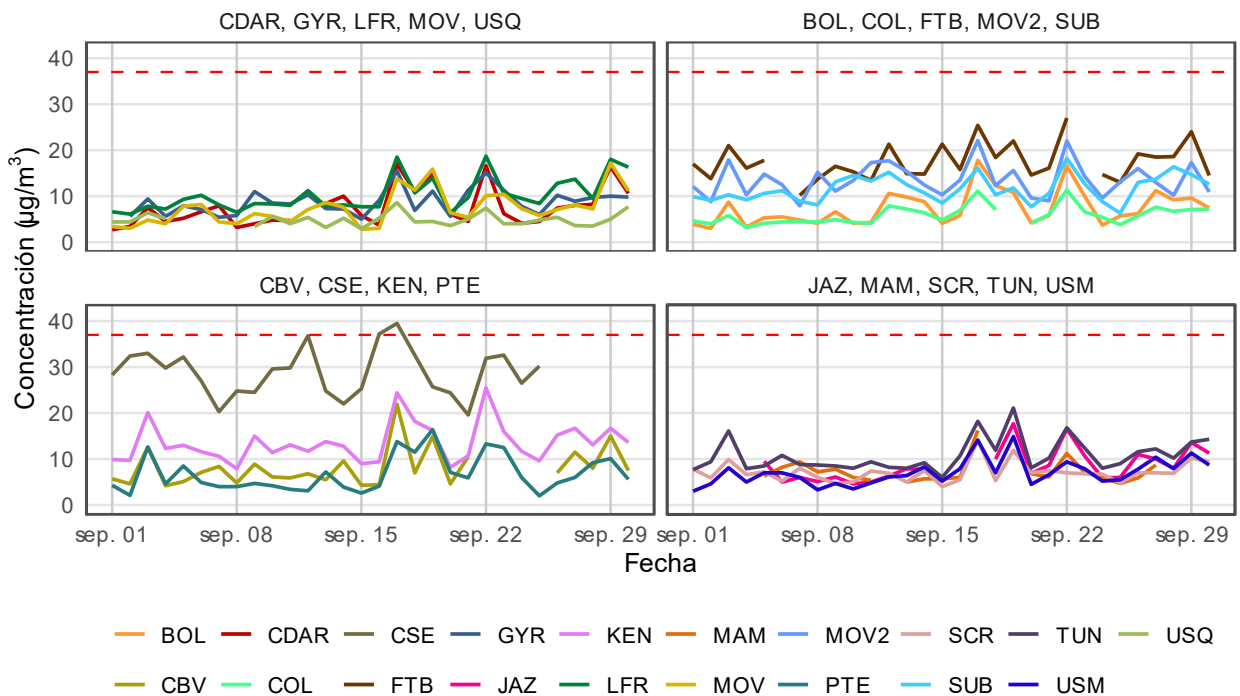 CDAR, GYR, LFR, MOV, USQ
BOL, COL, FTB, MOV2, SUB
40
30
20
10
0
CBV, CSE, KEN, PTE
JAZ, MAM, SCR, TUN, USM
40
30
20
10
0
Concentración (µg/m³)
sep. 01 sep. 08 sep. 15 sep. 22 sep. 29
sep. 01 sep. 08 sep. 15 sep. 22 sep. 29
Fecha
BOL CDAR CSE GYR KEN MAM MOV2 SCR TUN USQ
CBV COL FTB JAZ LFR MOV PTE SUB USM